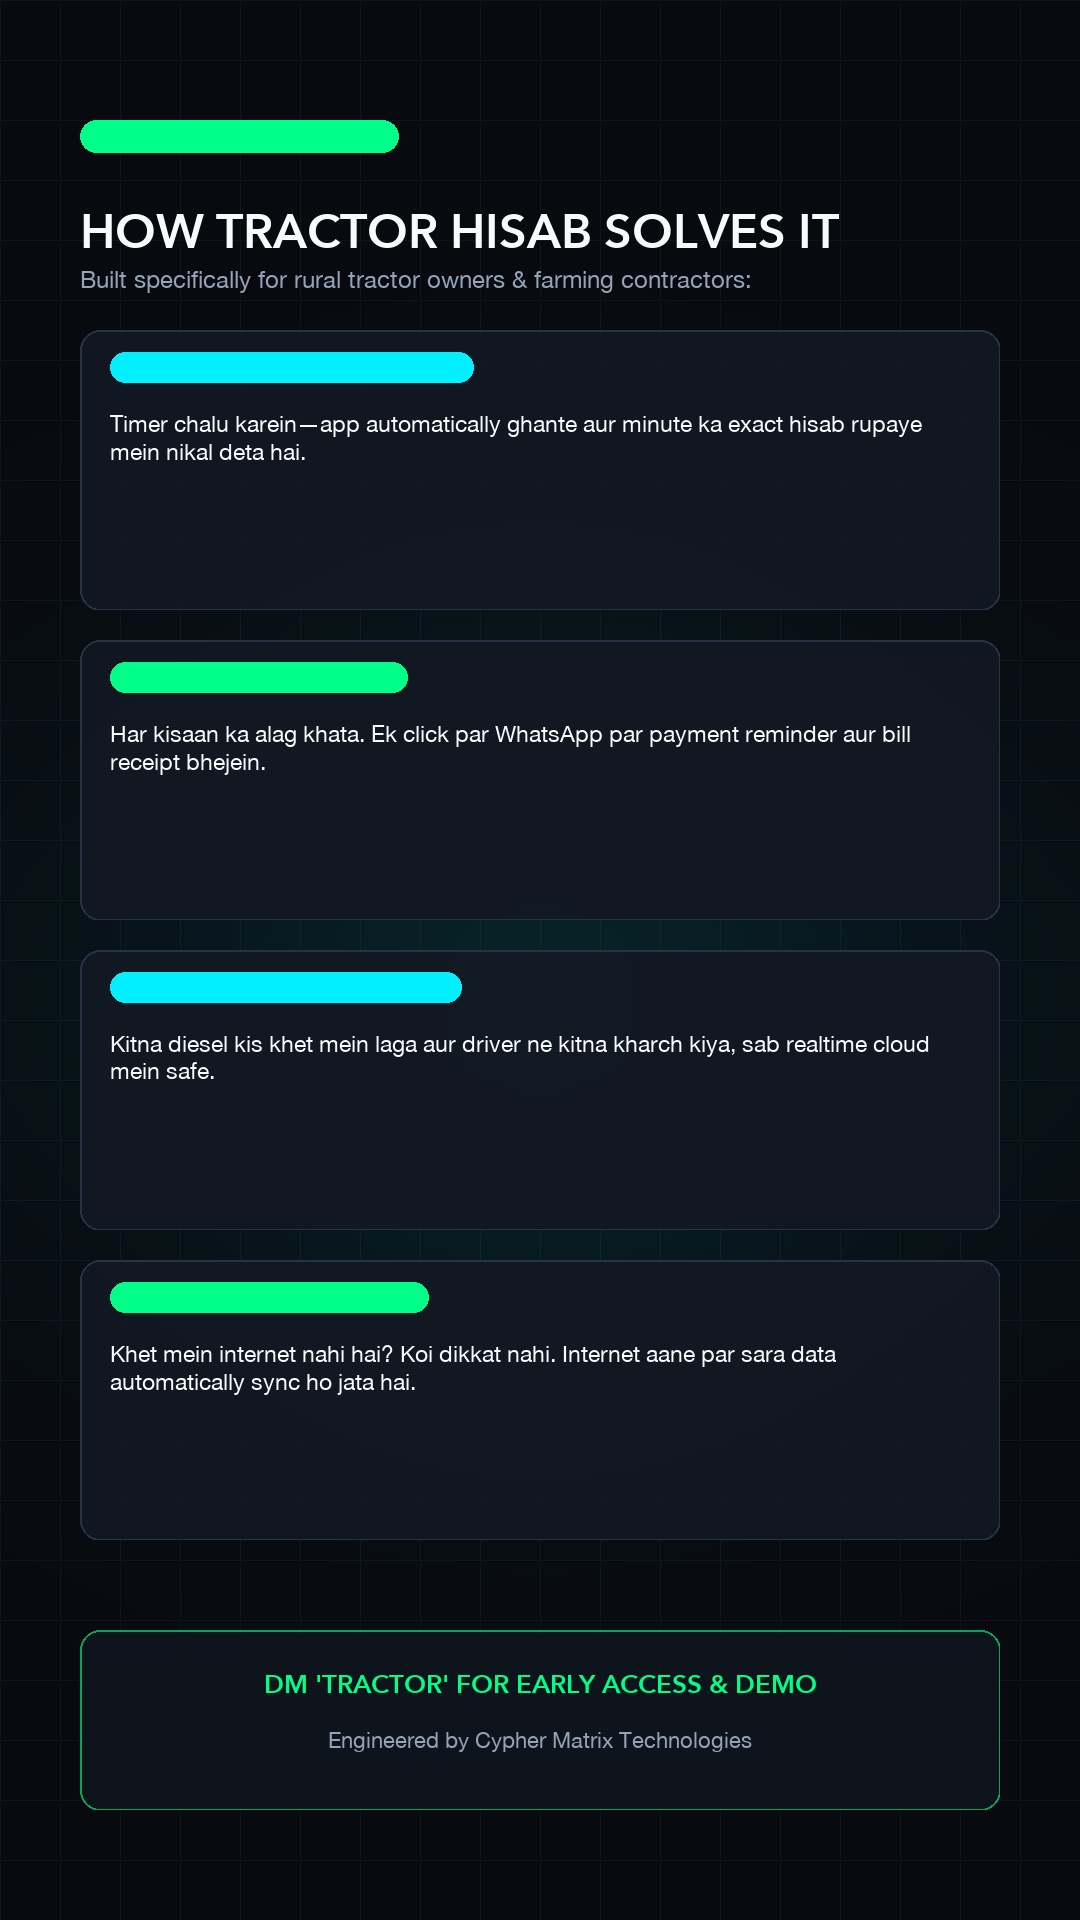 HOW TRACTOR HISAB SOLVES IT
Built specifically for rural tractor owners & farming contractors:
Timer chalu karein—app automatically ghante aur minute ka exact hisab rupaye
mein nikal deta hai.
Har kisaan ka alag khata. Ek click par WhatsApp par payment reminder aur bill
receipt bhejein.
Kitna diesel kis khet mein laga aur driver ne kitna kharch kiya, sab realtime cloud
mein safe.
Khet mein internet nahi hai? Koi dikkat nahi. Internet aane par sara data
automatically sync ho jata hai.
DM 'TRACTOR' FOR EARLY ACCESS & DEMO
Engineered by Cypher Matrix Technologies